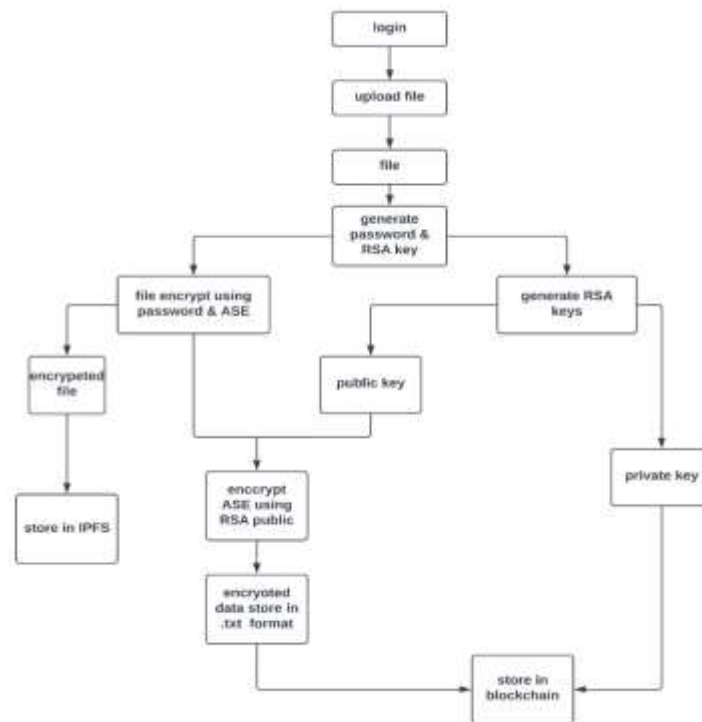 login
upload file
file
generate
password &
RSA key
file encrypt using
password & ASE
generate RSA
keys
encrypeted
file
public key
private key
enccrypt
ASE using
RSA public
store in IPFS
encryoted
data store in
.txt format
store in
blockchain